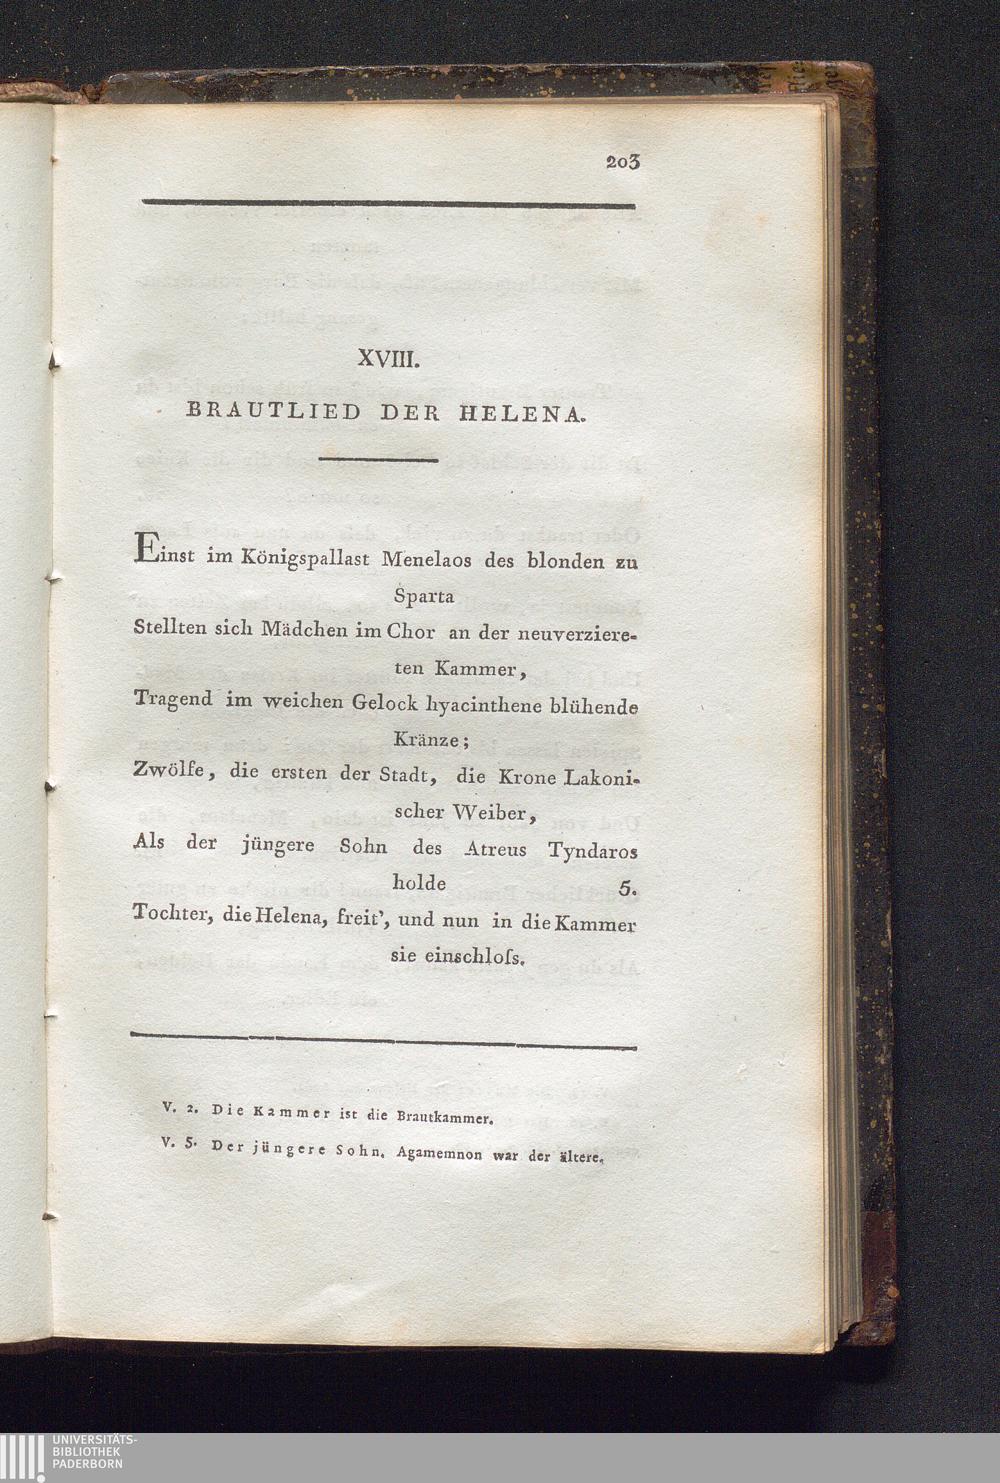 203
XVIII.
BRAUTLIED DER HELENA.
Einst im Königspallast Menelaos des blonden zu
Sparta
Stellten sich Mädchen im Chor an der neuverziere-
ten Kammer,
Tragend im weichen Gelock hyacinthene blühende
Kränze;
Zwölfe, die ersten der Stadt, die Krone Lakoni-
scher Weiber,
Als der jüngere Sohn des Atreus Tyndaros
holde 5.
Tochter, die Helena, freit', und nun in die Kammer
sie einschloſs.
V. 2. Die Kammer ist die Brautkammer.
V. 5. Der jüngere Sohn. Agamemnon war der ältere.
UNIVERSITÄTS-
BIBLIOTHEK
PADERBORN